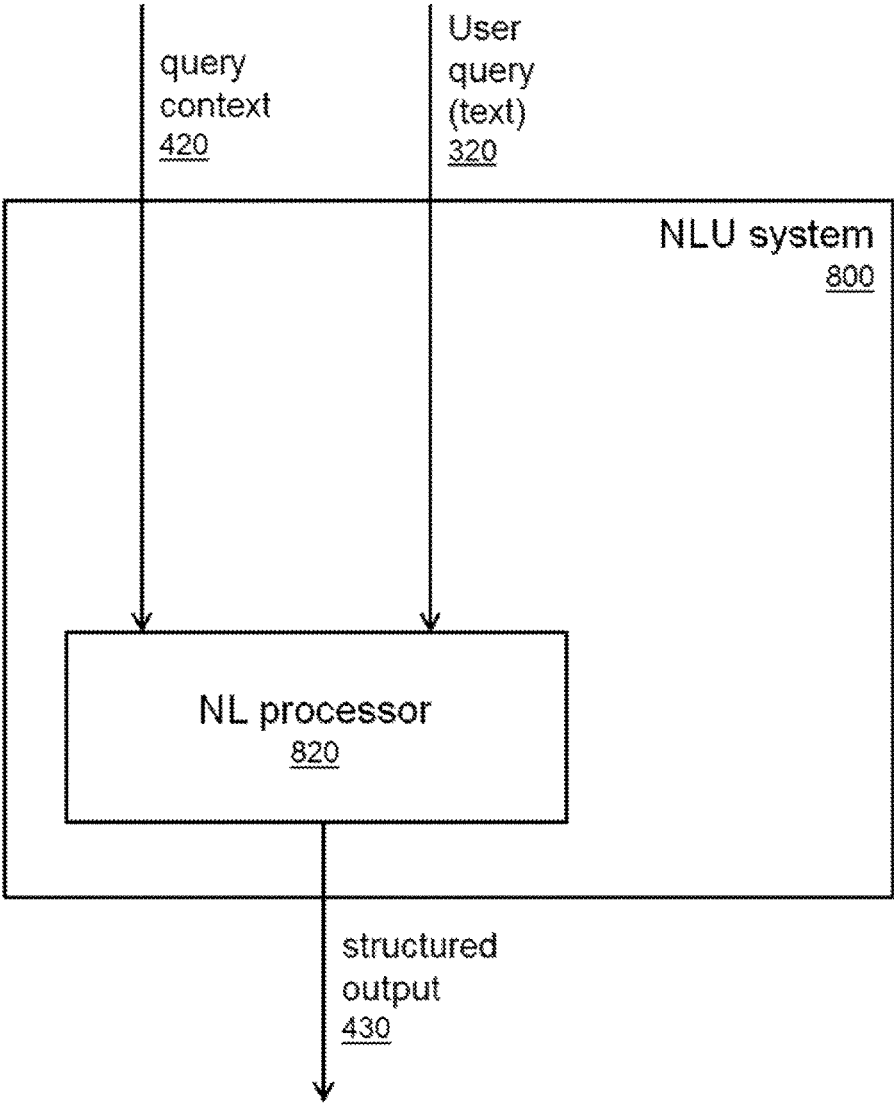 query
context
420
User
query
(text)
320
NLU system
800
NL processor
820
structured
output
430